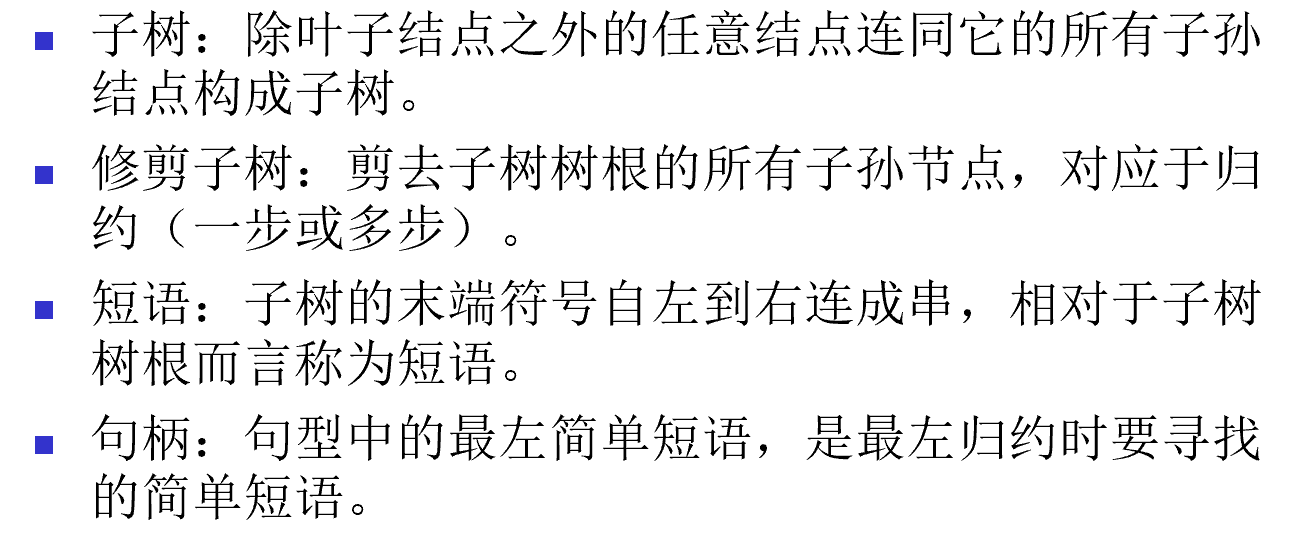 子树：除叶子结点之外的任意结点连同它的所有子孙
结点构成子树。
修剪子树：剪去子树树根的所有子孙节点，对应于归
约（一步或多步）。
短语：子树的末端符号自左到右连成串，相对于子树
树根而言称为短语。
句柄：句型中的最左简单短语，是最左归约时要寻找
的简单短语。